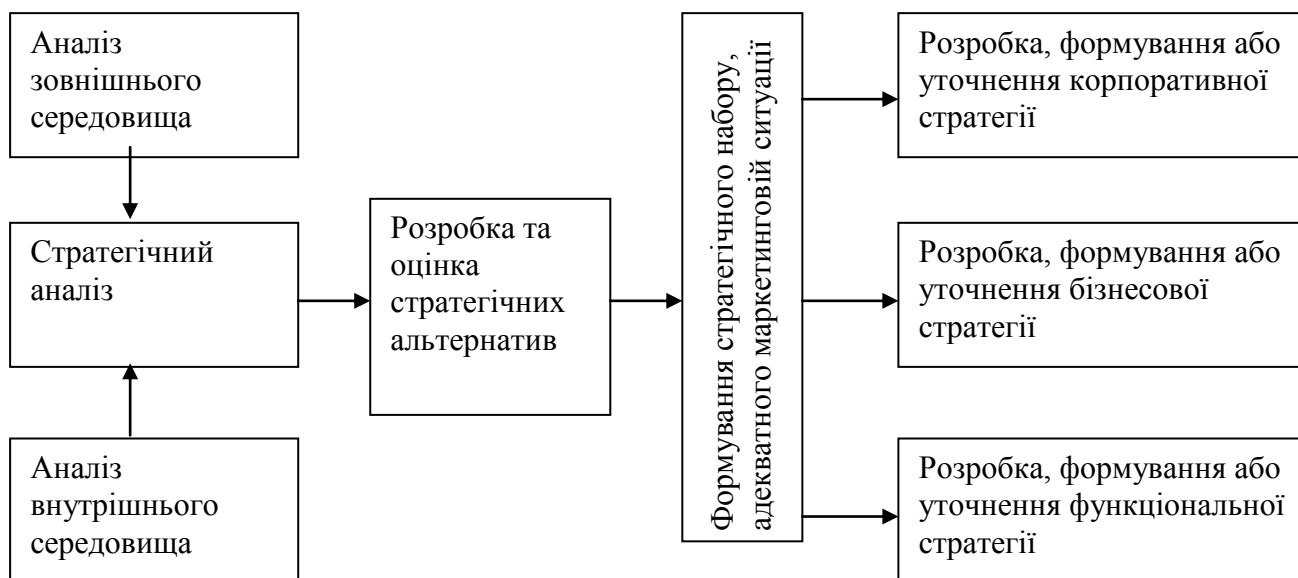 Аналіз
зовнішнього
середовища
Стратегічний
аналіз
Аналіз
внутрішнього
середовища
Розробка та
оцінка
стратегічних
альтернатив
Формування стратегічного набору,
адекватного маркетинговій ситуації
Розробка, формування або
уточнення корпоративної
стратегії
Розробка, формування або
уточнення бізнесової
стратегії
Розробка, формування або
уточнення функціональної
стратегії